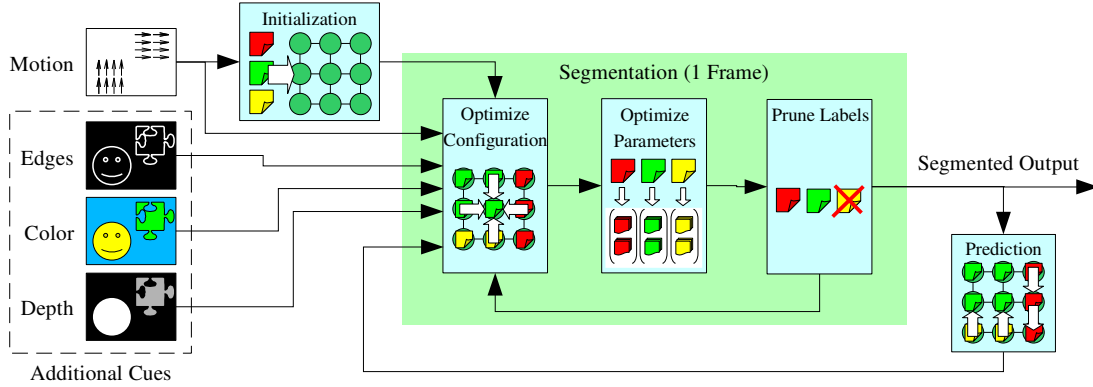 Initialization
Motion
Segmentation (1 Frame)
Optimize
Configuration
Optimize
Parameters
Prune Labels
Edges
Segmented Output
Color
Prediction
Depth
Additional Cues